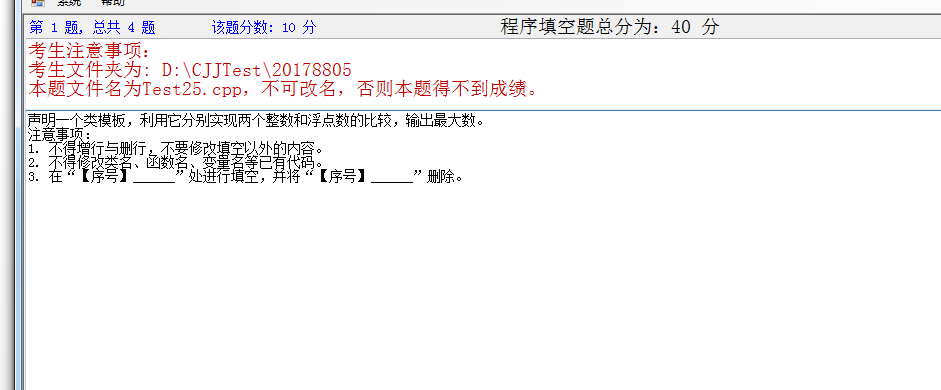 系统 帮助
第 1 题, 总共 4 题 该题分数: 10 分 程序填空题总分为: 40 分
考生注意事项:
考生文件夹为: D:\CJJTest\20178805
本题文件名为Test25.cpp, 不可改名, 否则本题得不到成绩。
声明一个类模板, 利用它分别实现两个整数和浮点数的比较, 输出最大数。
注意事项:
1. 不得增行与删行, 不要修改填空以外的内容。
2. 不得修改类名、函数名、变量名等已有代码。
3. 在“【序号】______”处进行填空, 并将“【序号】______”删除。